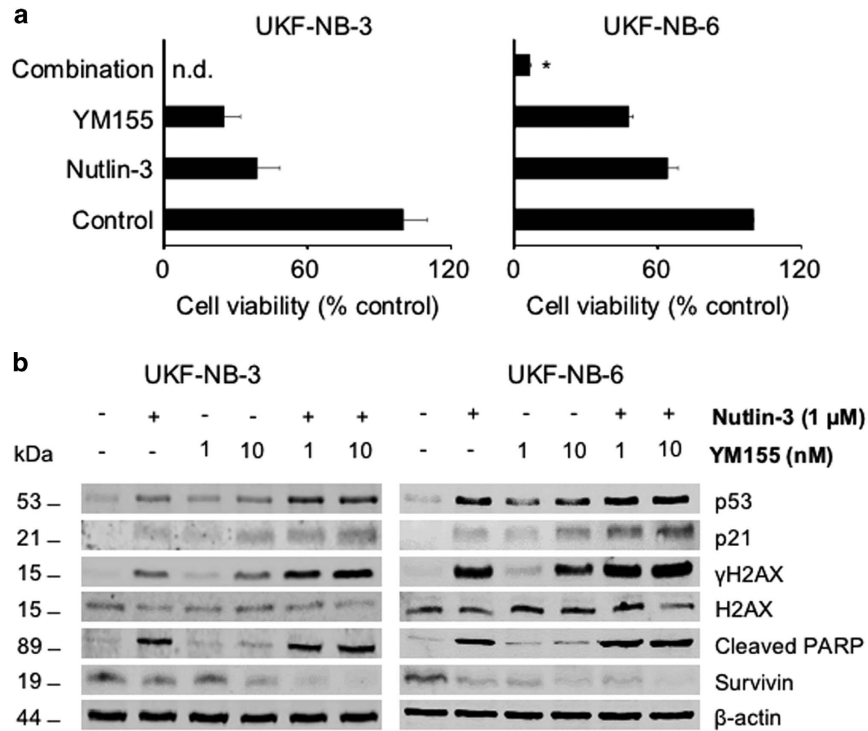 a
UKF-NB-3 UKF-NB-6
Combination n.d. *
YM155
Nutlin-3
Control
0 60 120 0 60 120
Cell viability (% control) Cell viability (% control)
b
UKF-NB-3 UKF-NB-6
- + - - + + - + - - + + Nutlin-3 (1 µM)
kDa - - 1 10 1 10 - - 1 10 1 10 YM155 (nM)
53 p53
21 p21
15 γH2AX
15 H2AX
89 Cleaved PARP
19 Survivin
44 β-actin